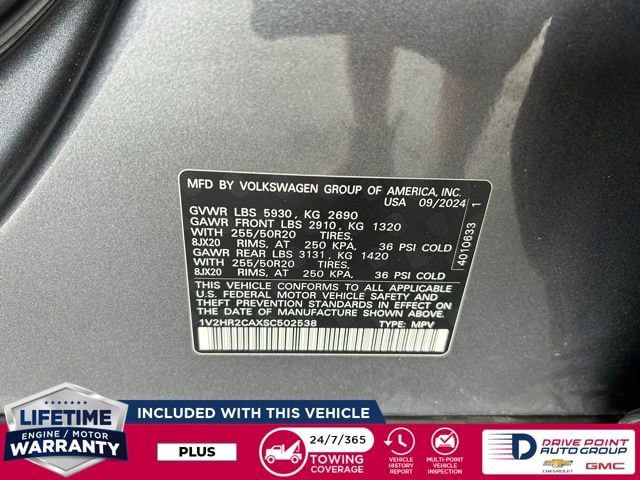 MFD BY VOLKSWAGEN GROUP OF AMERICA, INC.
USA 09/2024
GVWR LBS 5930, KG 2690
GAWR FRONT LBS 2910, KG 1320
WITH 255/50R20 TIRES,
8JX20 RIMS, AT 250 KPA, 36 PSI COLD
GAWR REAR LBS 3131, KG 1420
WITH 255/50R20 TIRES,
8JX20 RIMS, AT 250 KPA, 36 PSI COLD
THIS VEHICLE CONFORMS TO ALL APPLICABLE
U.S. FEDERAL MOTOR VEHICLE SAFETY AND
THEFT PREVENTION STANDARDS IN EFFECT ON
THE DATE OF MANUFACTURE SHOWN ABOVE.
1V2HR2CAXSC502538 TYPE: MPV
4010633 1
LIFETIME
ENGINE / MOTOR
WARRANTY
INCLUDED WITH THIS VEHICLE
PLUS
24/7/365
TOWING
COVERAGE
VEHICLE
HISTORY
REPORT
MULTI-POINT
VEHICLE
INSPECTION
D
DRIVE POINT
AUTO GROUP
CHEVROLET
GMC